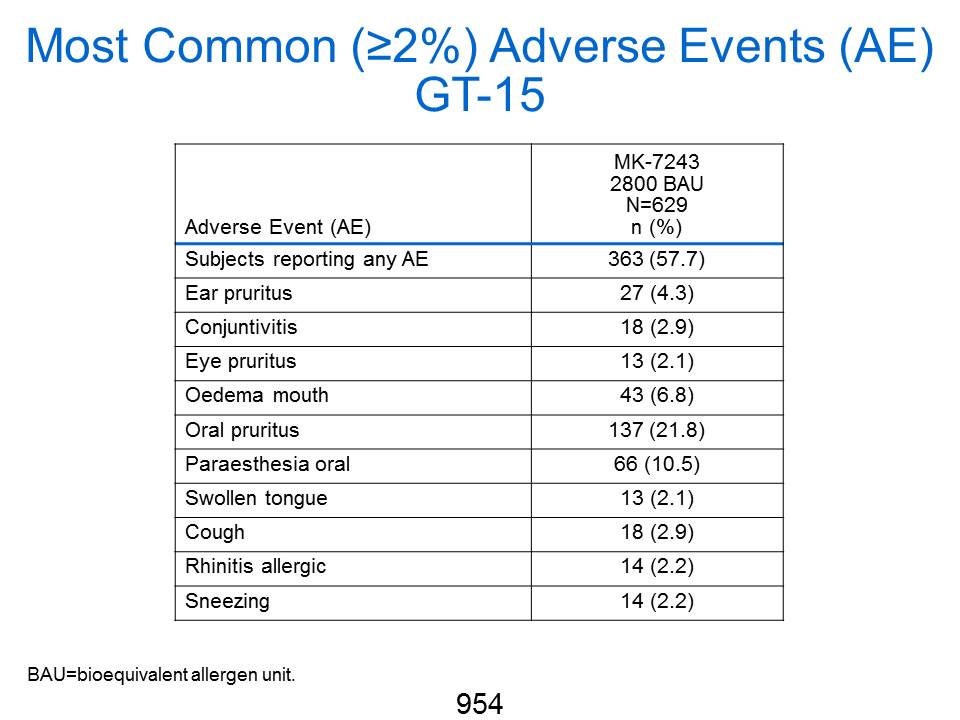 Most Common (≥2%) Adverse Events (AE)
GT-15
MK-7243
2800 BAU
N=629
Adverse Event (AE) n (%)
Subjects reporting any AE 363 (57.7)
Ear pruritus 27 (4.3)
Conjuntivitis 18 (2.9)
Eye pruritus 13 (2.1)
Oedema mouth 43 (6.8)
Oral pruritus 137 (21.8)
Paraesthesia oral 66 (10.5)
Swollen tongue 13 (2.1)
Cough 18 (2.9)
Rhinitis allergic 14 (2.2)
Sneezing 14 (2.2)
BAU=bioequivalent allergen unit.
954